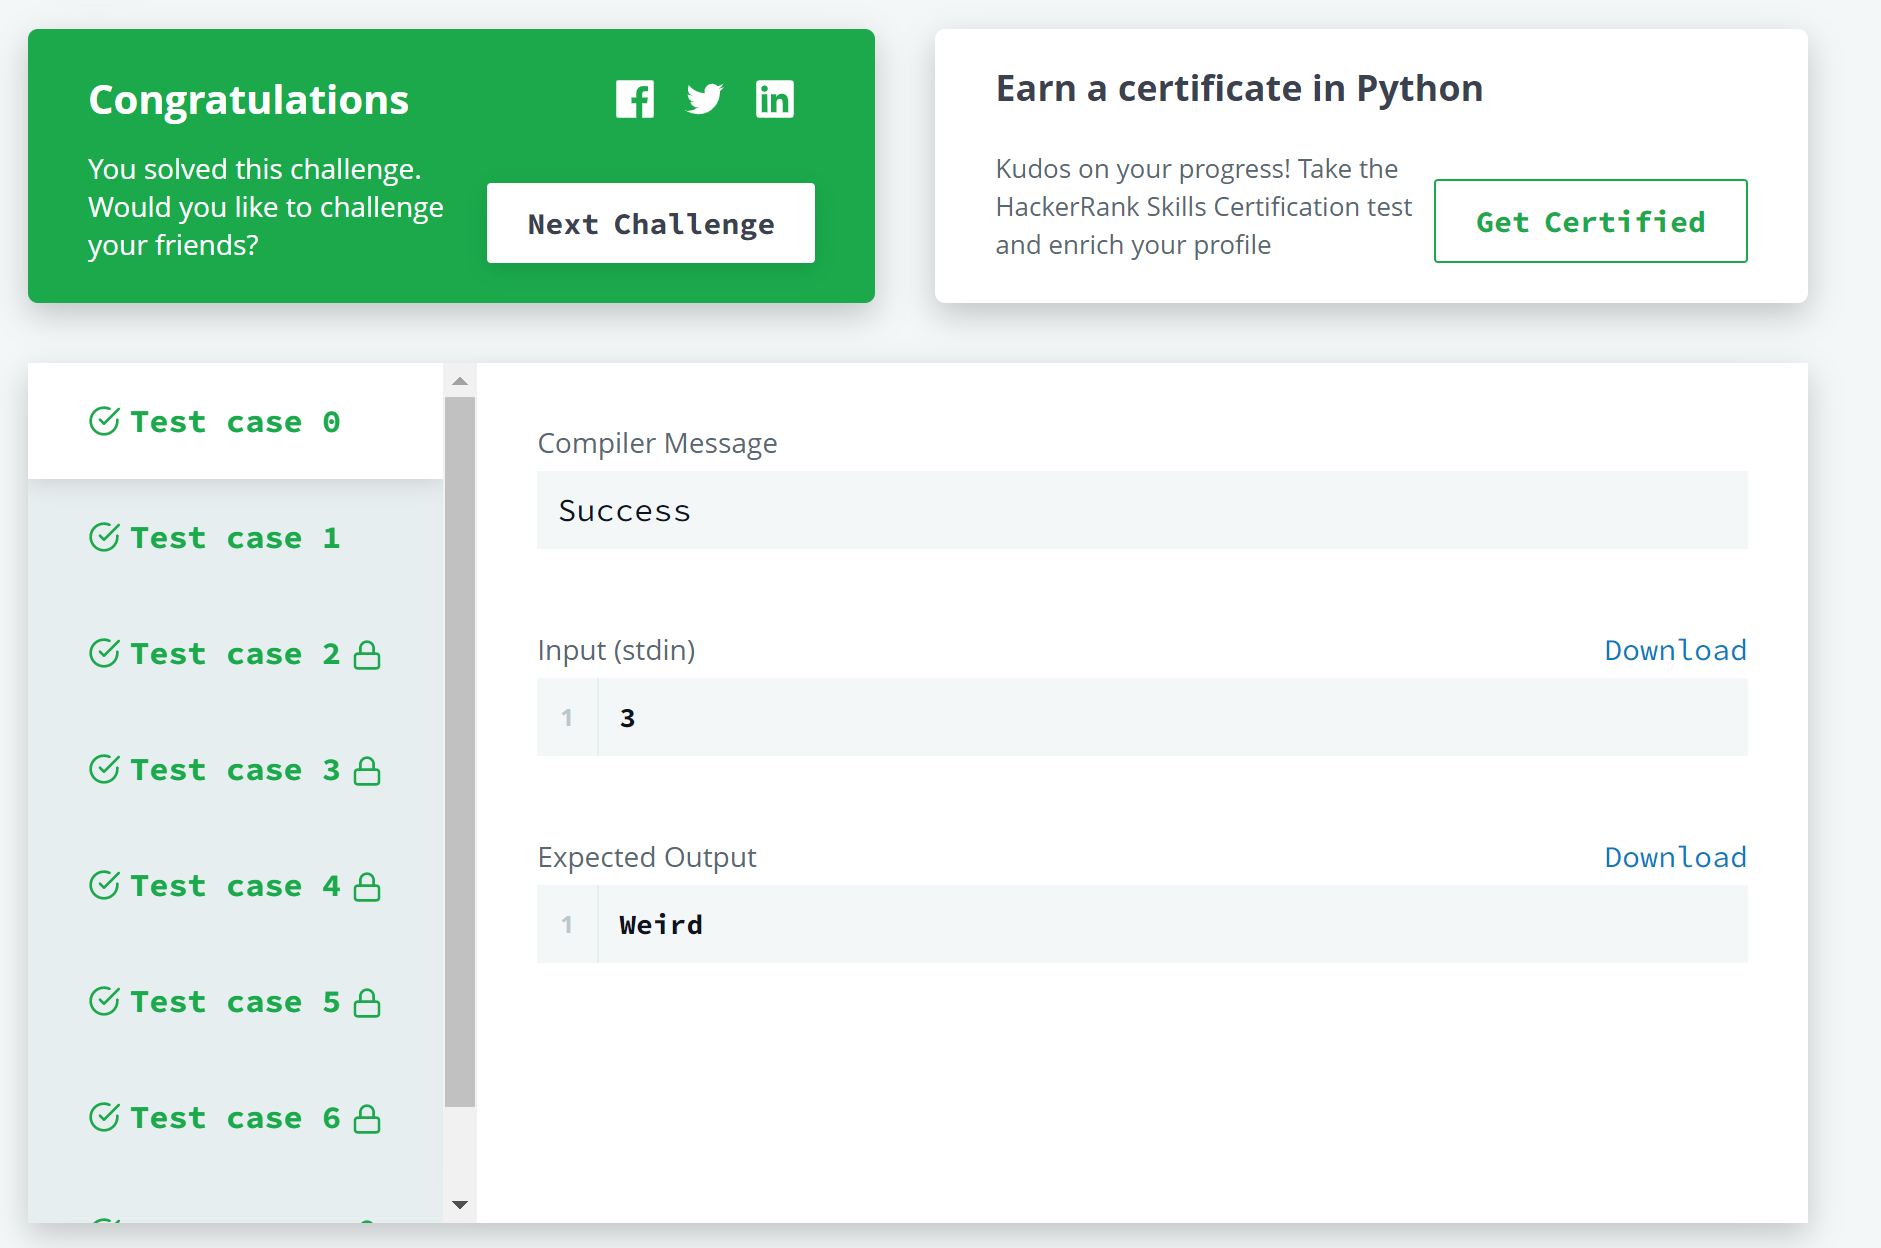 Congratulations
You solved this challenge.
Would you like to challenge
your friends?
Next Challenge
Earn a certificate in Python
Kudos on your progress! Take the
HackerRank Skills Certification test
and enrich your profile
Get Certified
Test case 0
Test case 1
Test case 2
Test case 3
Test case 4
Test case 5
Test case 6
Compiler Message
Success
Input (stdin)
Download
1 3
Expected Output
Download
1 Weird